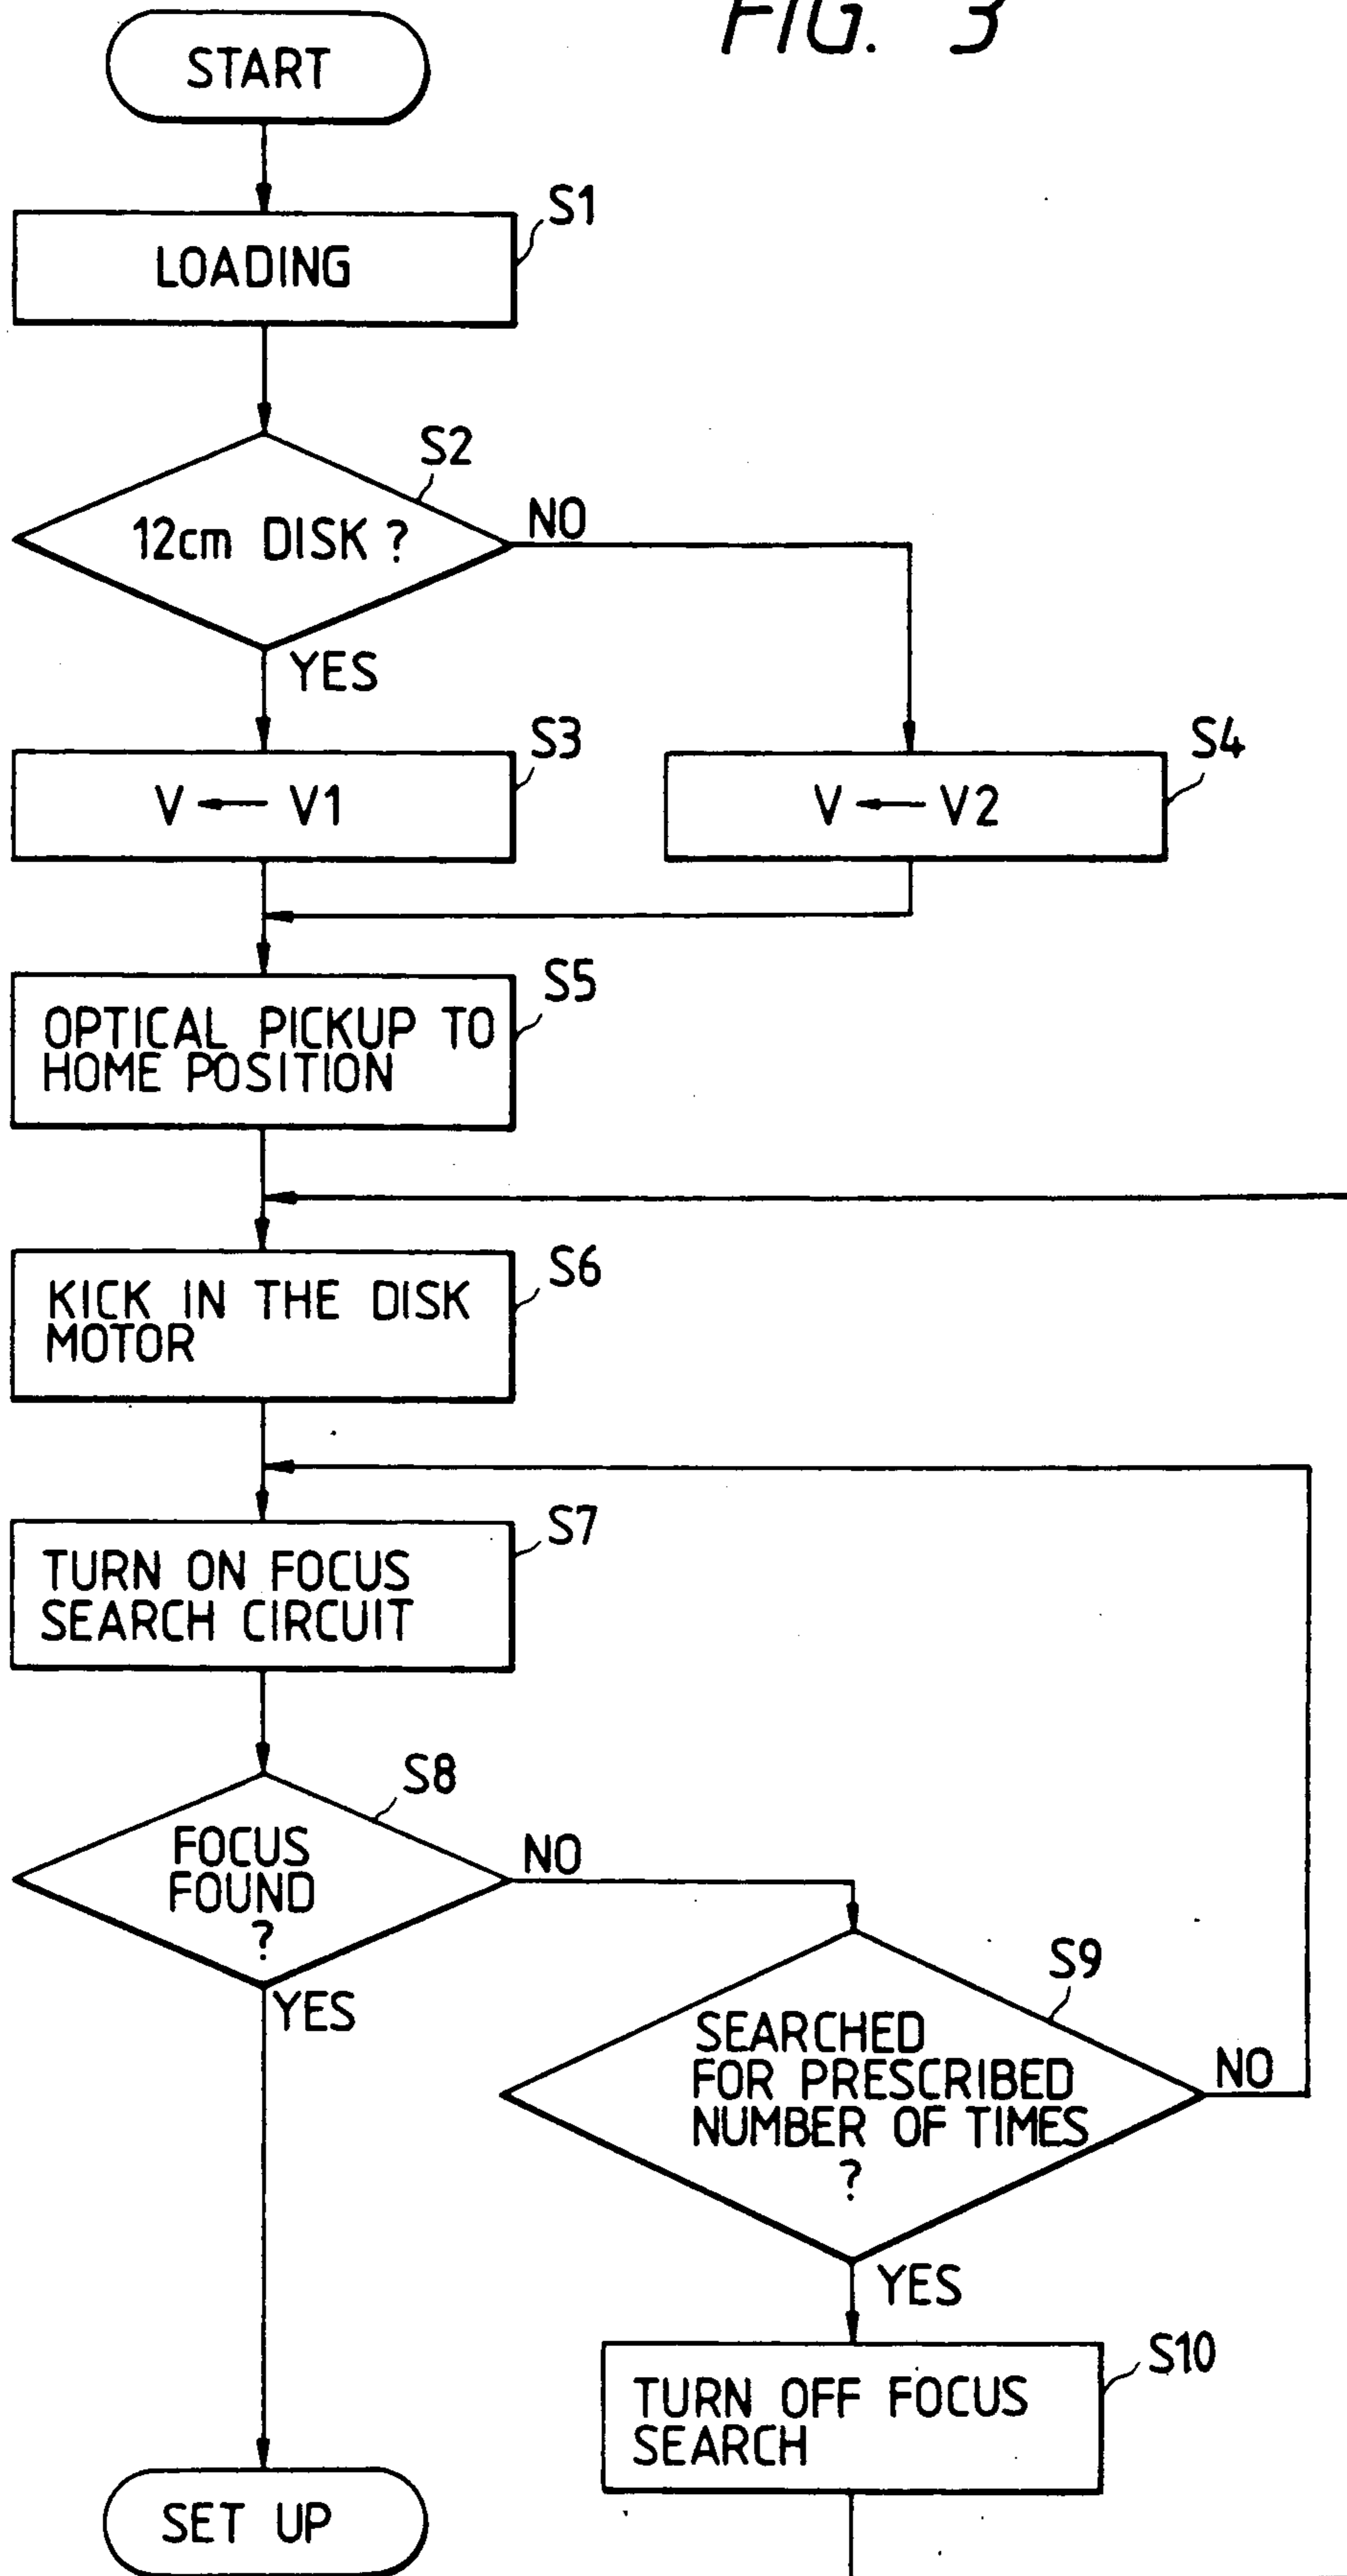 FIG. 3
START
S1
LOADING
S2
12cm DISK ?
NO
YES
S3
V ← V1
S4
V ← V2
S5
OPTICAL PICKUP TO
HOME POSITION
S6
KICK IN THE DISK
MOTOR
S7
TURN ON FOCUS
SEARCH CIRCUIT
S8
FOCUS
FOUND
?
NO
YES
S9
SEARCHED
FOR PRESCRIBED
NUMBER OF TIMES
?
NO
YES
S10
TURN OFF FOCUS
SEARCH
SET UP